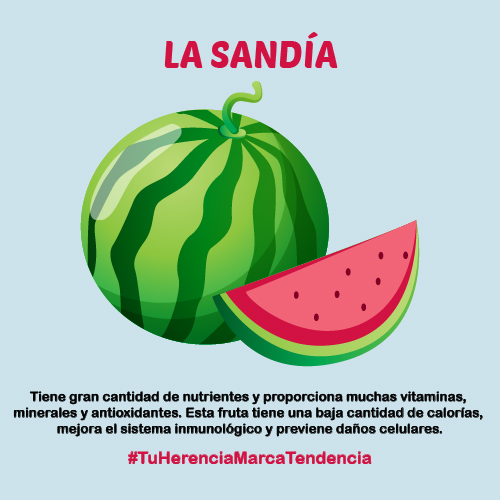 LA SANDÍA
Tiene gran cantidad de nutrientes y proporciona muchas vitaminas,
minerales y antioxidantes. Esta fruta tiene una baja cantidad de calorías,
mejora el sistema inmunológico y previene daños celulares.
#TuHerenciaMarcaTendencia